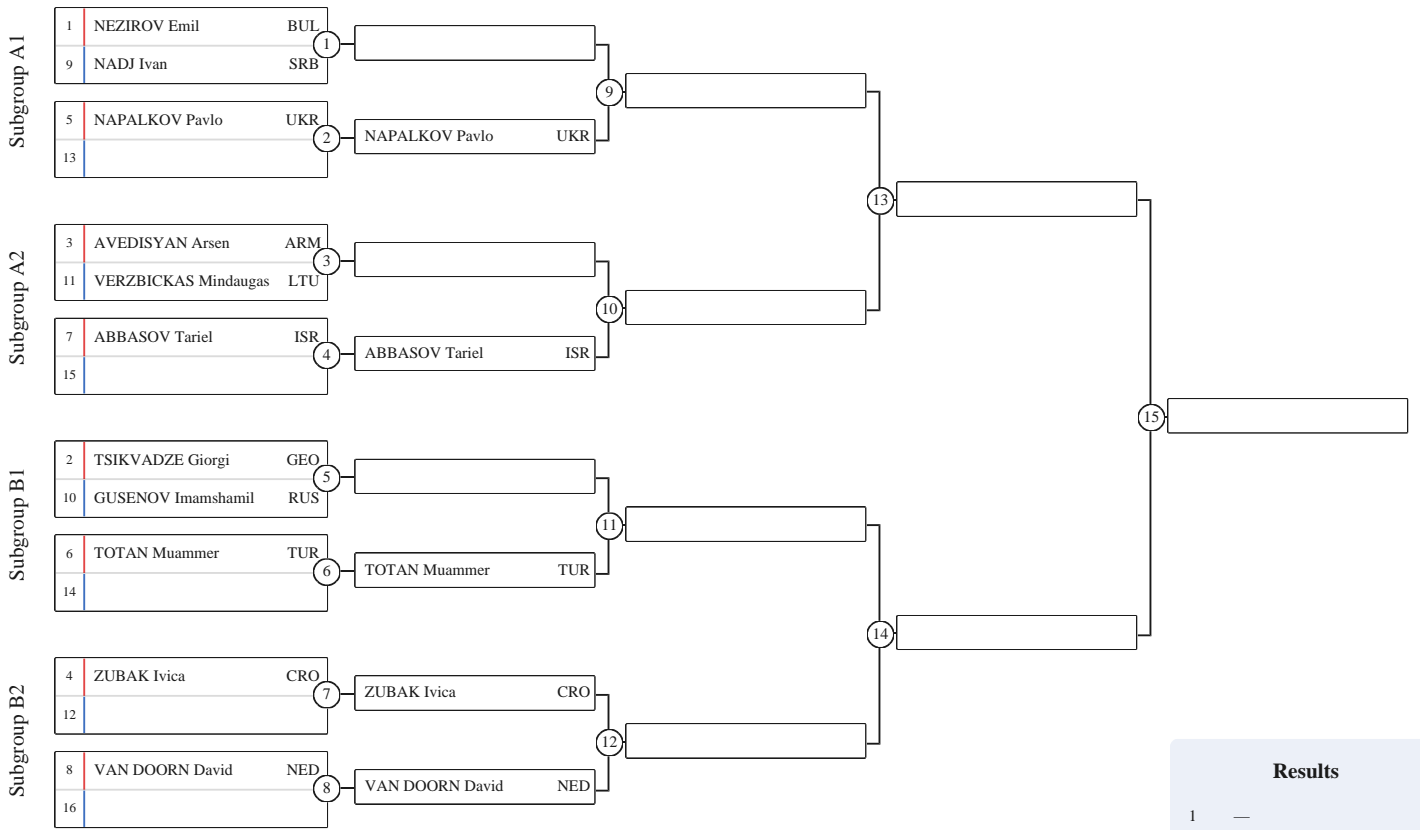 Subgroup A1
1 NEZIROV Emil BUL
9 NADJ Ivan SRB
1
5 NAPALKOV Pavlo UKR
13
2
NAPALKOV Pavlo UKR
9
Subgroup A2
3 AVEDISYAN Arsen ARM
11 VERZBICKAS Mindaugas LTU
3
7 ABBASOV Tariel ISR
15
4
ABBASOV Tariel ISR
10
13
Subgroup B1
2 TSIKVADZE Giorgi GEO
10 GUSENOV Imamshamil RUS
5
6 TOTAN Muammer TUR
14
6
TOTAN Muammer TUR
11
Subgroup B2
4 ZUBAK Ivica CRO
12
7
ZUBAK Ivica CRO
8 VAN DOORN David NED
16
8
VAN DOORN David NED
12
14
15
Results
1 —